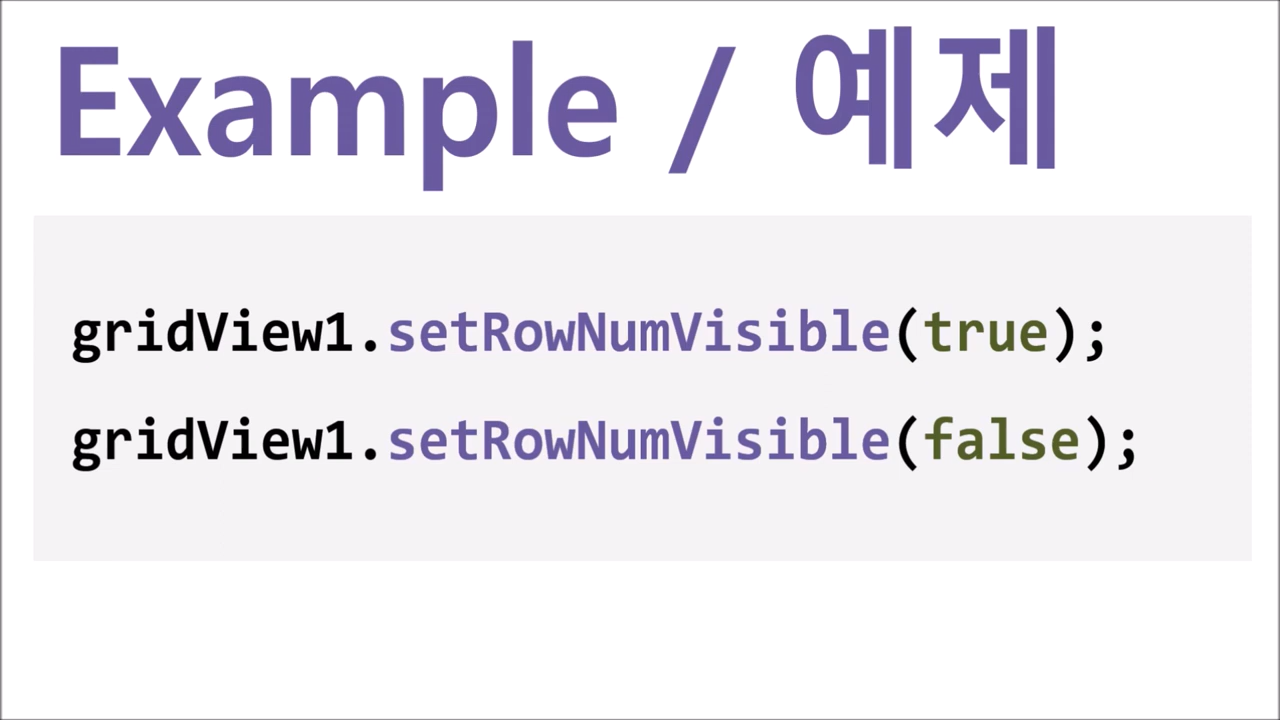 Example / 예제
gridView1.setRowNumVisible(true);
gridView1.setRowNumVisible(false);